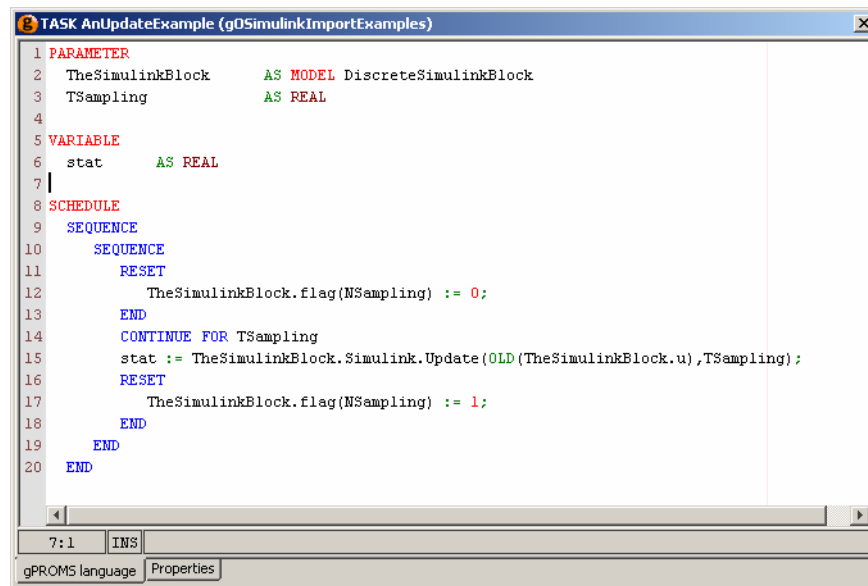 TASK AnUpdateExample (gOSimulinkImportExamples)
1 PARAMETER
2 TheSimulinkBlock AS MODEL DiscreteSimulinkBlock
3 TSampling AS REAL
4
5 VARIABLE
6 stat AS REAL
7
8 SCHEDULE
9 SEQUENCE
10 SEQUENCE
11 RESET
12 TheSimulinkBlock.flag(NSampling) := 0;
13 END
14 CONTINUE FOR TSampling
15 stat := TheSimulinkBlock.Simulink.Update(OLD(TheSimulinkBlock.u),TSampling);
16 RESET
17 TheSimulinkBlock.flag(NSampling) := 1;
18 END
19 END
20 END
7:1 INS
gPROMS language Properties